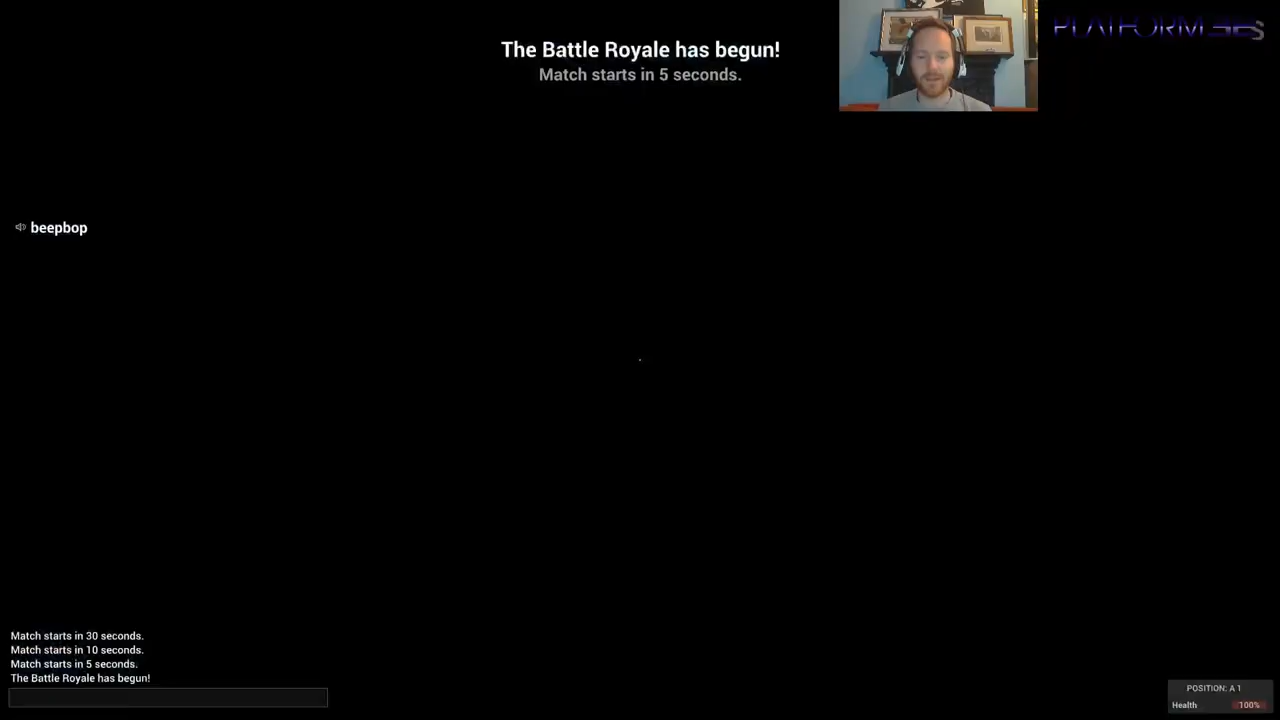 The Battle Royale has begun!
Match starts in 5 seconds.
beepbop
Match starts in 30 seconds.
Match starts in 10 seconds.
Match starts in 5 seconds.
The Battle Royale has begun!
POSITION: A 1
Health 100%